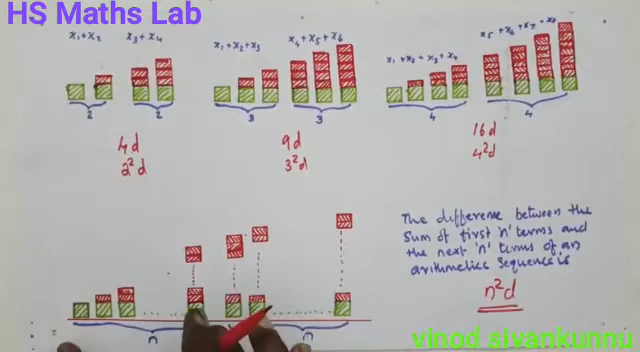 HS Maths Lab
x₁+x₂ x₃+x₄ x₁+x₂+x₃ x₄+x₅+x₆ x₁+x₂+x₃+x₄ x₅+x₆+x₇+x₈
2 2 3 3 4 4
4d 9d 16d
2²d 3²d 4²d
The difference between the
Sum of first 'n' terms and
the next 'n' terms of an
arithmetics sequence is
n²d
n n
vinod sivankunnu